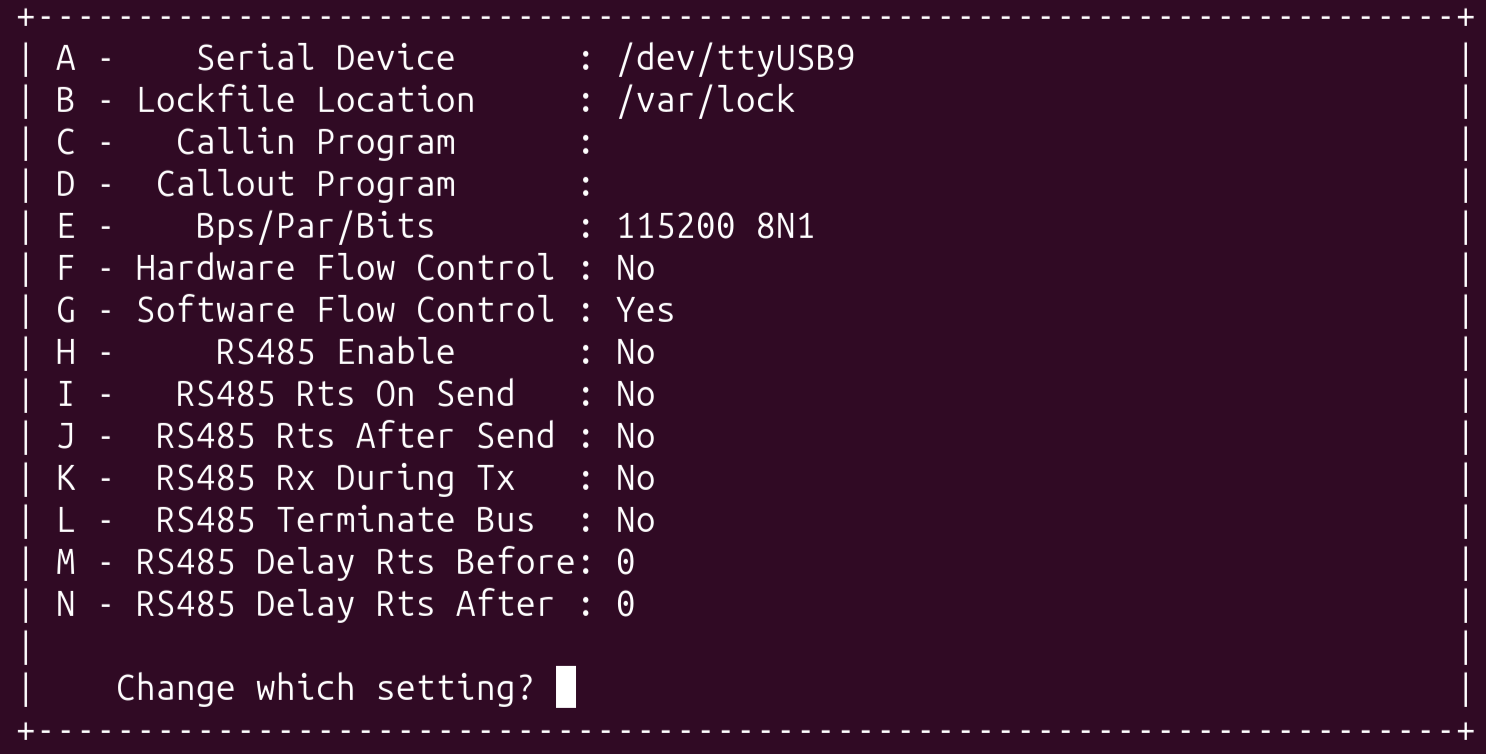 +-----------------------------------------------------------------------+
| A -    Serial Device      : /dev/ttyUSB9                              |
| B - Lockfile Location     : /var/lock                                 |
| C -   Callin Program      :                                           |
| D -  Callout Program      :                                           |
| E -    Bps/Par/Bits       : 115200 8N1                                |
| F - Hardware Flow Control : No                                        |
| G - Software Flow Control : Yes                                       |
| H -     RS485 Enable      : No                                        |
| I -   RS485 Rts On Send   : No                                        |
| J -  RS485 Rts After Send : No                                        |
| K -  RS485 Rx During Tx   : No                                        |
| L -  RS485 Terminate Bus  : No                                        |
| M - RS485 Delay Rts Before: 0                                         |
| N - RS485 Delay Rts After : 0                                         |
|                                                                       |
|    Change which setting?                                              |
+-----------------------------------------------------------------------+